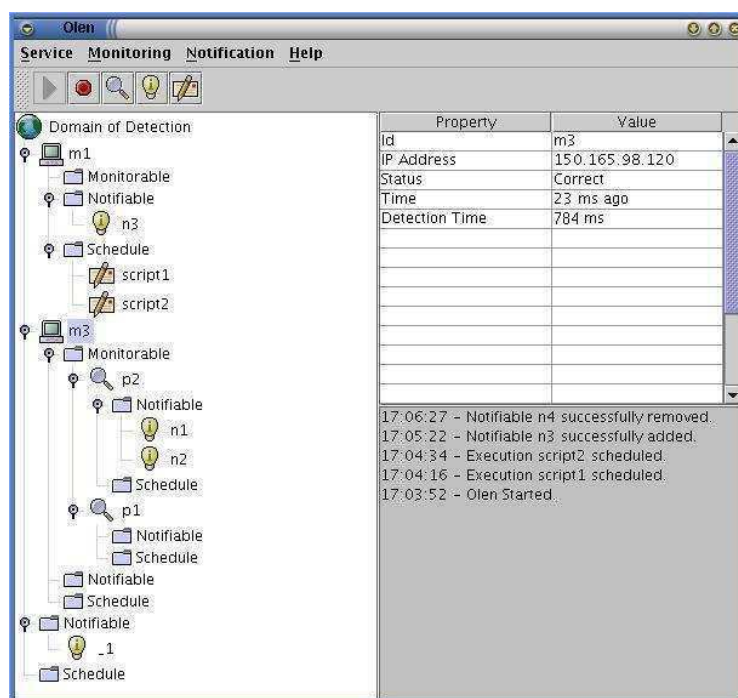 Olen
Service Monitoring Notification Help
Domain of Detection
m1
Monitorable
Notifiable
n3
Schedule
script1
script2
m3
Monitorable
p2
Notifiable
n1
n2
Schedule
p1
Notifiable
Schedule
Notifiable
Schedule
Notifiable
_1
Schedule
Property Value
Id m3
IP Address 150.165.98.120
Status Correct
Time 23 ms ago
Detection Time 784 ms
17:06:27 - Notifiable n4 successfully removed.
17:05:22 - Notifiable n3 successfully added.
17:04:34 - Execution script2 scheduled.
17:04:16 - Execution script1 scheduled.
17:03:52 - Olen Started.